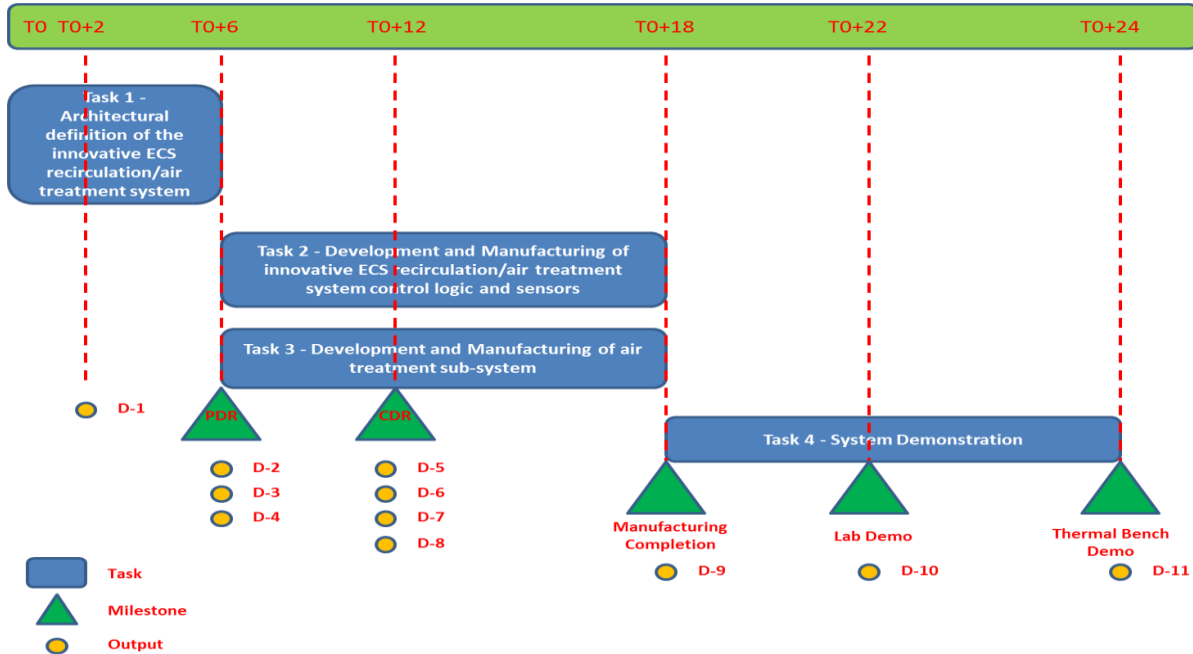 T0 T0+2 T0+6 T0+12 T0+18 T0+22 T0+24
Task 1 -
Architectural
definition of the
innovative ECS
recirculation/air
treatment system
Task 2 - Development and Manufacturing of
innovative ECS recirculation/air treatment
system control logic and sensors
Task 3 - Development and Manufacturing of air
treatment sub-system
D-1
PDR
CDR
Task 4 - System Demonstration
D-2
D-3
D-4
D-5
D-6
D-7
D-8
Manufacturing
Completion
D-9
Lab Demo
D-10
Thermal Bench
Demo
D-11
Task
Milestone
Output